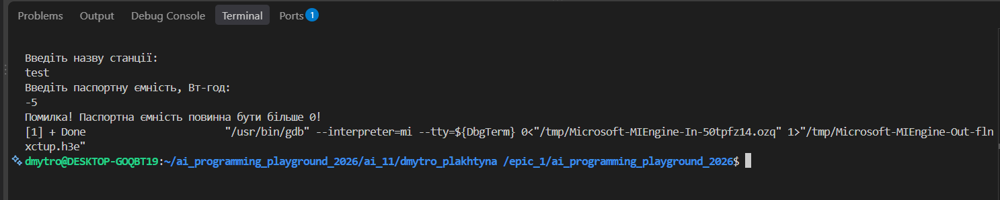 Problems Output Debug Console Terminal Ports 1
Введіть назву станції:
test
Введіть паспортну ємність, Вт-год:
-5
Помилка! Паспортна ємність повинна бути більше 0!
[1] + Done "/usr/bin/gdb" --interpreter=mi --tty=${DbgTerm} 0<"/tmp/Microsoft-MIEngine-In-50tpfz14.ozq" 1>"/tmp/Microsoft-MIEngine-Out-fln
xctup.h3e"
dmytro@DESKTOP-GOQBT19:~/ai_programming_playground_2026/ai_11/dmytro_plakhtyna /epic_1/ai_programming_playground_2026$